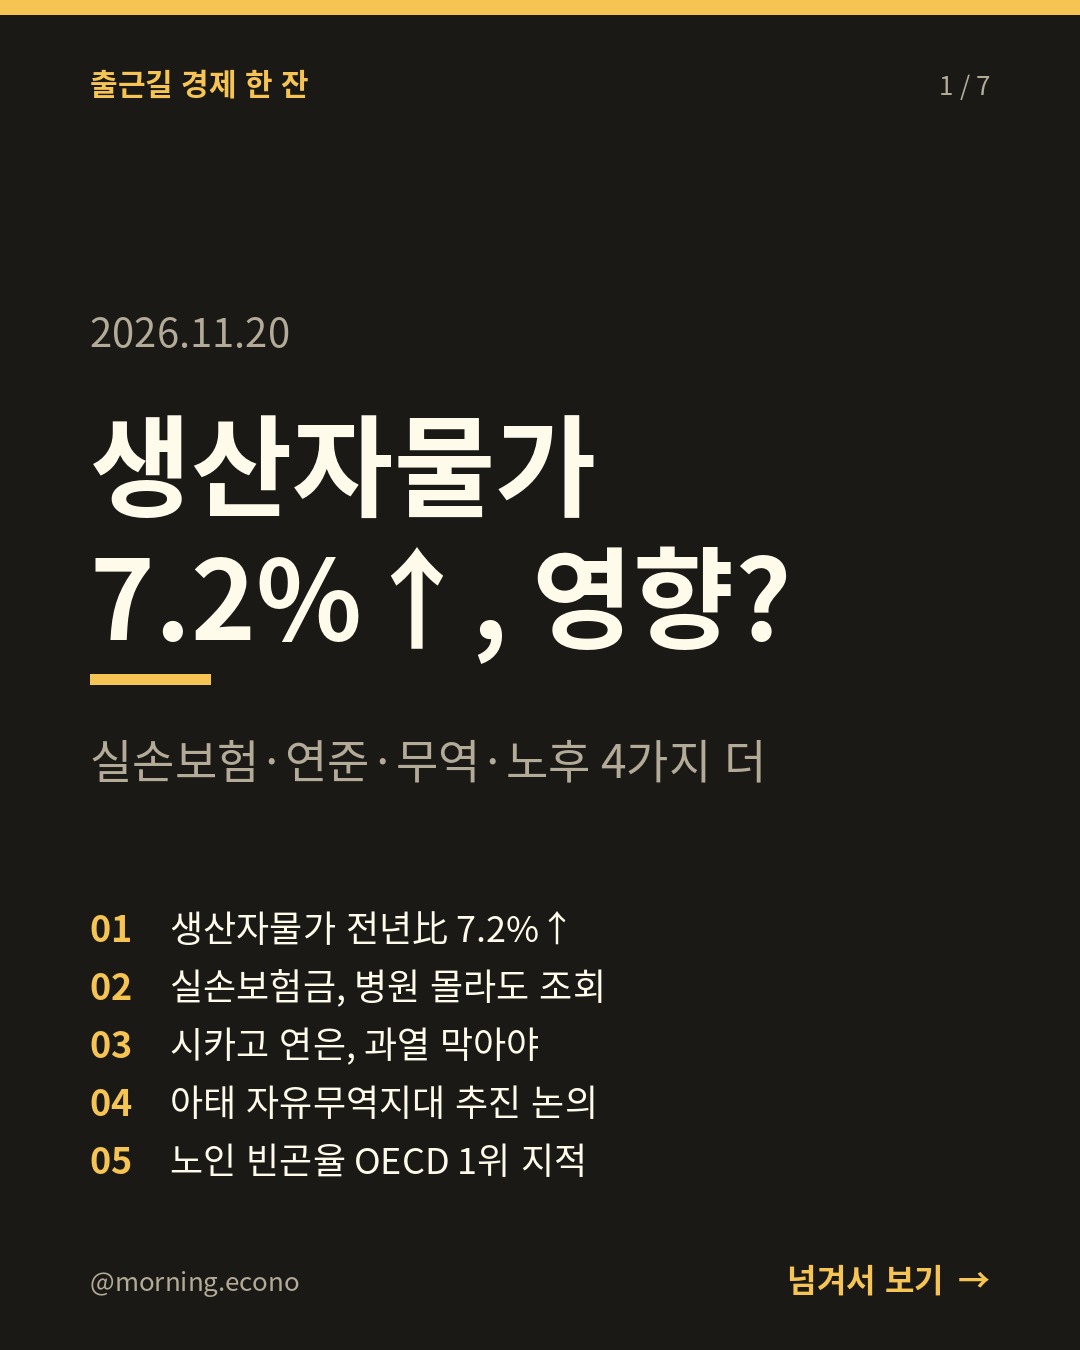 출근길 경제 한 잔
1 / 7
2026.11.20
생산자물가
7.2%↑, 영향?
실손보험·연준·무역·노후 4가지 더
01 생산자물가 전년比 7.2%↑
02 실손보험금, 병원 몰라도 조회
03 시카고 연은, 과열 막아야
04 아태 자유무역지대 추진 논의
05 노인 빈곤율 OECD 1위 지적
@morning.econo
넘겨서 보기 →